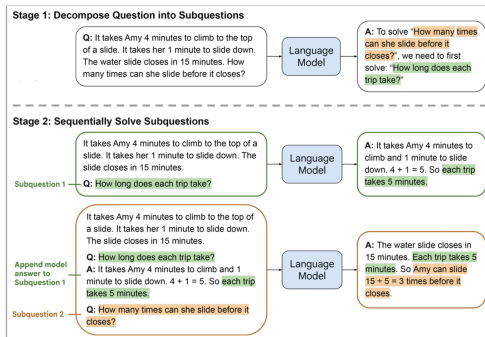 Stage 1: Decompose Question into Subquestions
Q: It takes Amy 4 minutes to climb to the top
of a slide. It takes her 1 minute to slide down.
The water slide closes in 15 minutes. How
many times can she slide before it closes?
Language
Model
A: To solve “How many times
can she slide before it
closes?”, we need to first
solve: “How long does each
trip take?”
Stage 2: Sequentially Solve Subquestions
It takes Amy 4 minutes to climb to the top of a
slide. It takes her 1 minute to slide down. The
slide closes in 15 minutes.
Subquestion 1
Q: How long does each trip take?
Language
Model
A: It takes Amy 4 minutes to
climb and 1 minute to slide
down. 4 + 1 = 5. So each trip
takes 5 minutes.
It takes Amy 4 minutes to climb to the top of
a slide. It takes her 1 minute to slide down.
The slide closes in 15 minutes.
Append model
answer to
Subquestion 1
Q: How long does each trip take?
A: It takes Amy 4 minutes to climb and 1
minute to slide down. 4 + 1 = 5. So each
trip takes 5 minutes.
Subquestion 2
Q: How many times can she slide before it
closes?
Language
Model
A: The water slide closes in
15 minutes. Each trip takes 5
minutes. So Amy can slide
15 ÷ 5 = 3 times before it
closes.